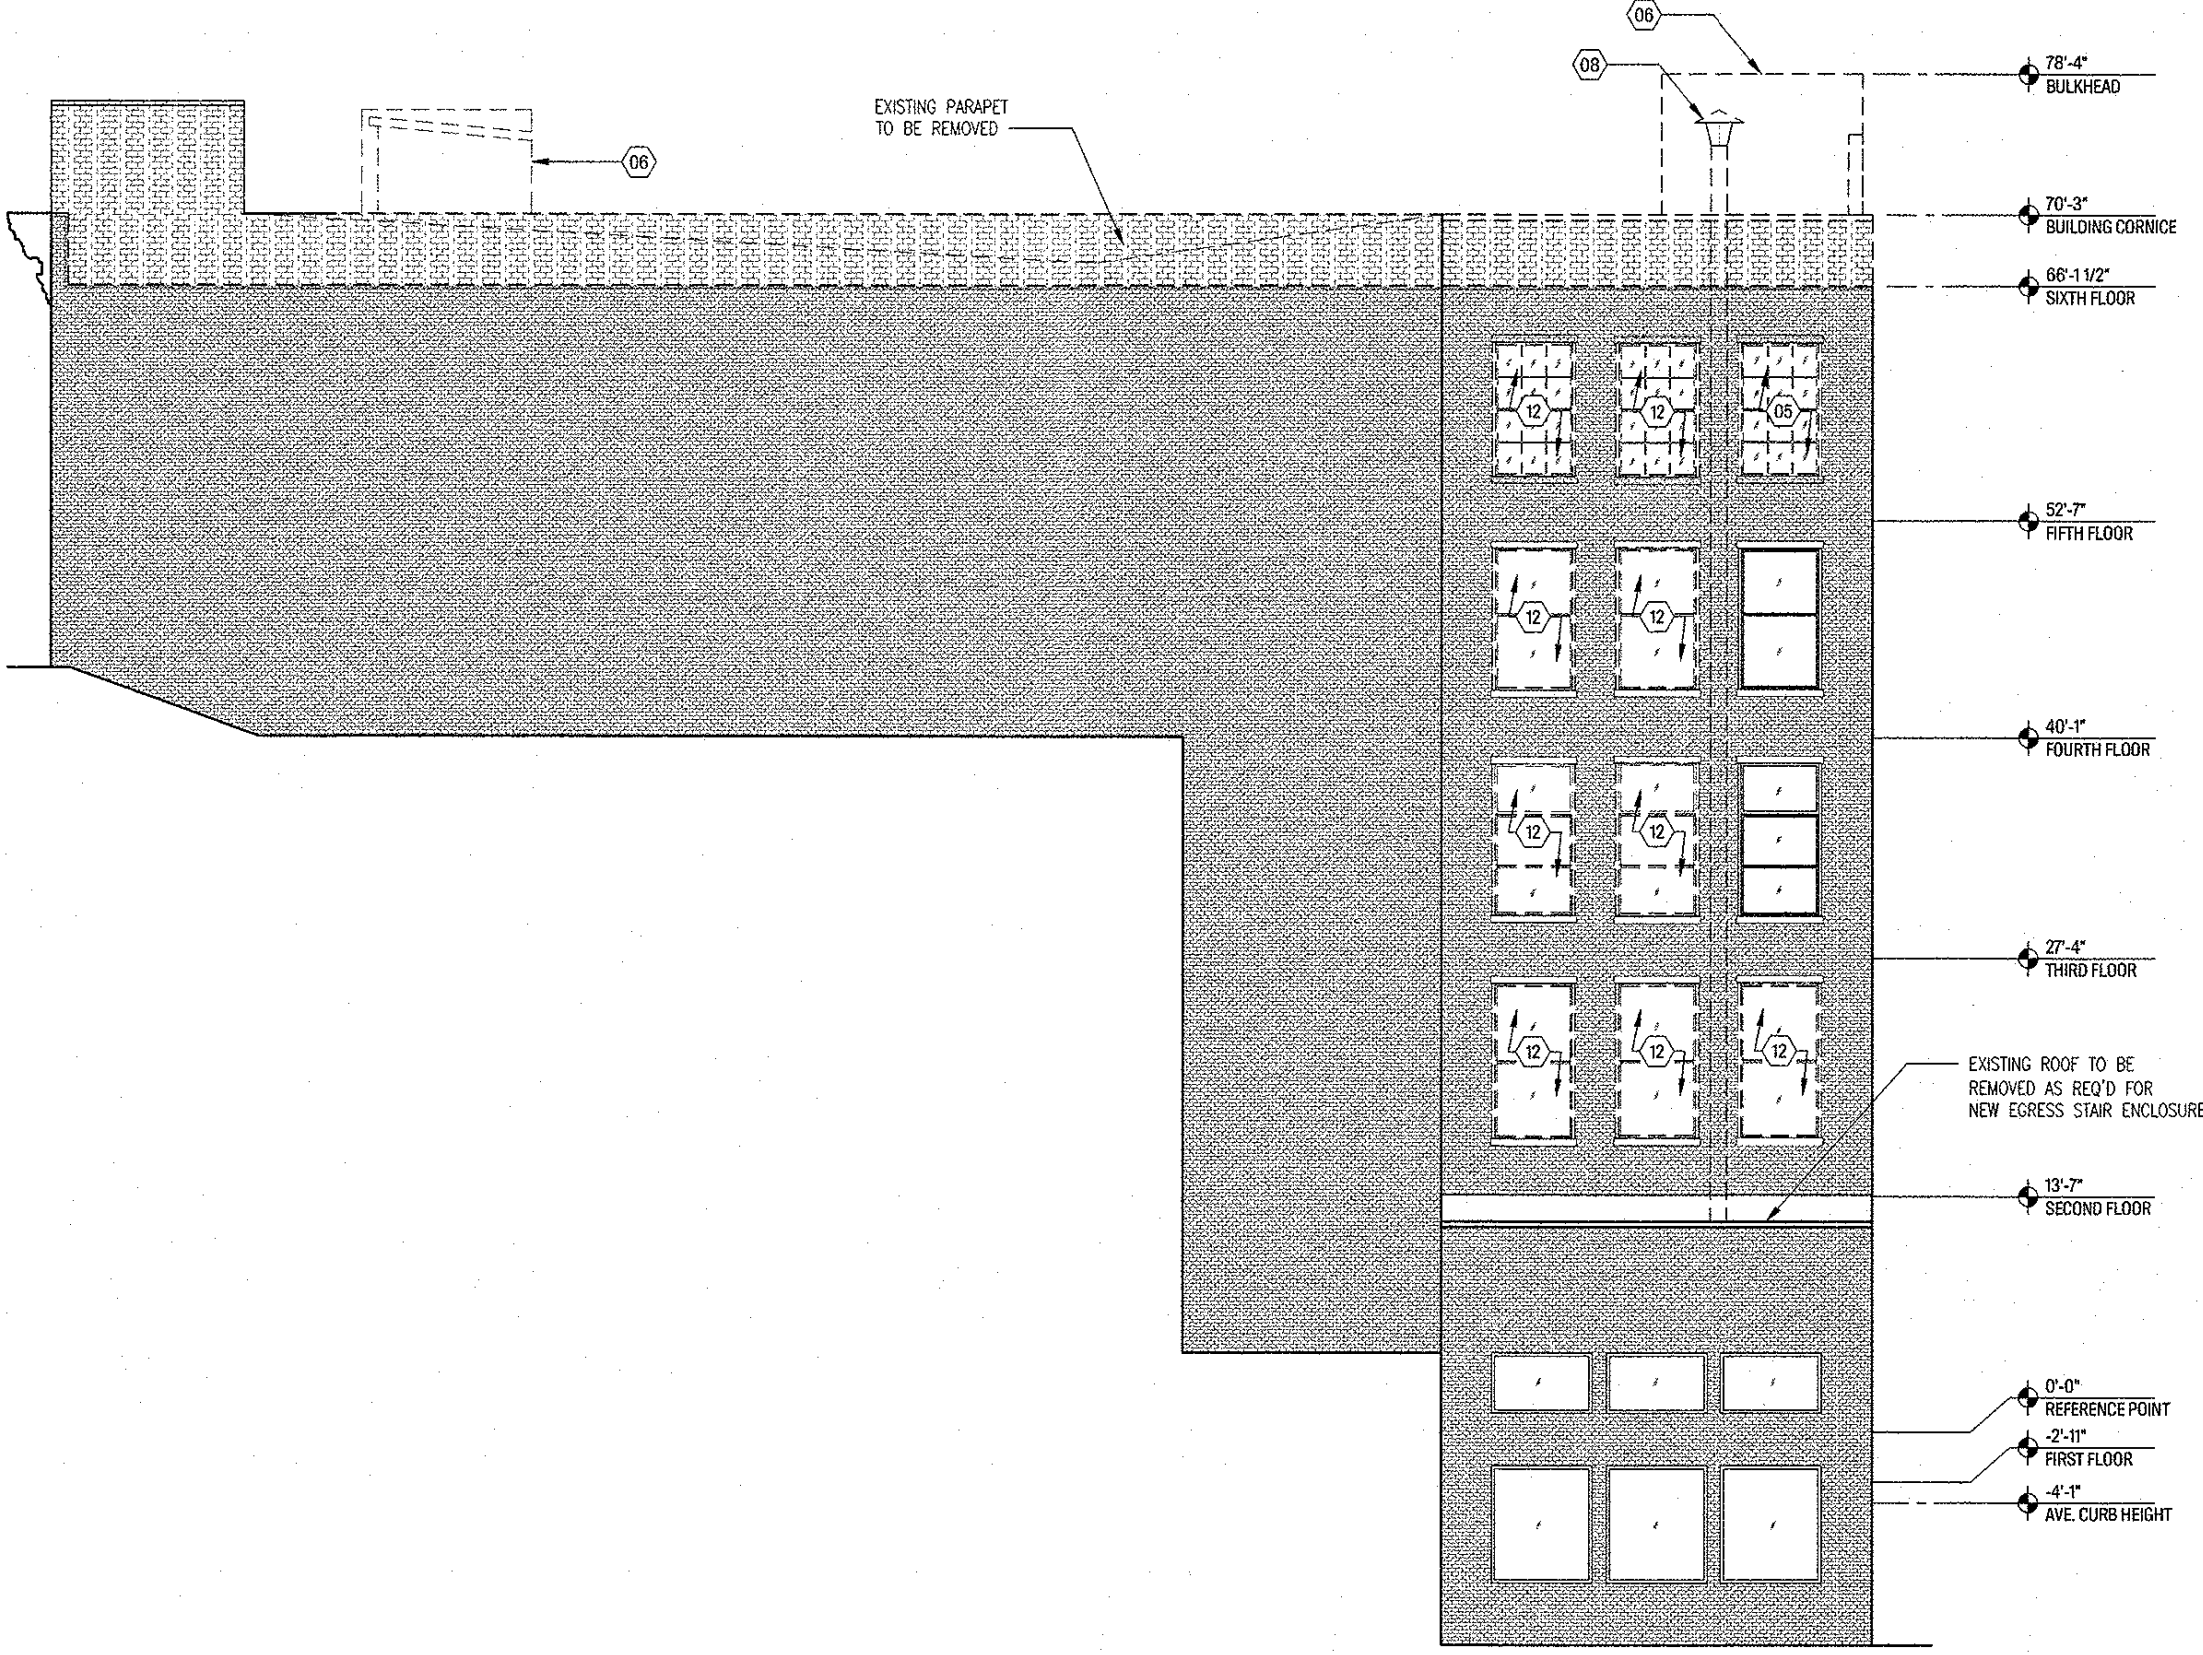 06
08
78'-4"
BULKHEAD
EXISTING PARAPET
TO BE REMOVED
06
70'-3"
BUILDING CORNICE
66'-1 1/2"
SIXTH FLOOR
12
12
05
52'-7"
FIFTH FLOOR
12
12
40'-1"
FOURTH FLOOR
12
12
27'-4"
THIRD FLOOR
12
12
12
EXISTING ROOF TO BE
REMOVED AS REQ'D FOR
NEW EGRESS STAIR ENCLOSURE
13'-7"
SECOND FLOOR
0'-0"
REFERENCE POINT
-2'-11"
FIRST FLOOR
-4'-1"
AVE. CURB HEIGHT